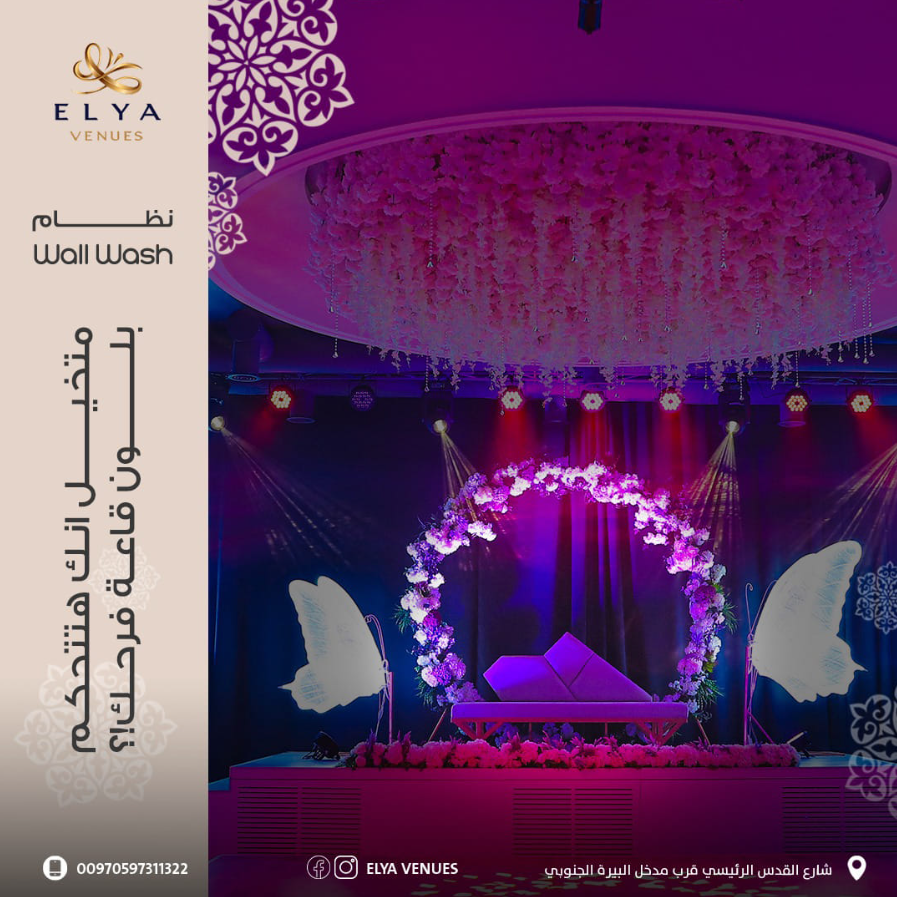 ELYA
VENUES
نظام
Wall Wash
متخيل انك هتتحكم
بلون قاعة فرحك!؟
00970597311322
ELYA VENUES
شارع القدس الرئيسي قرب مدخل البيرة الجنوبي